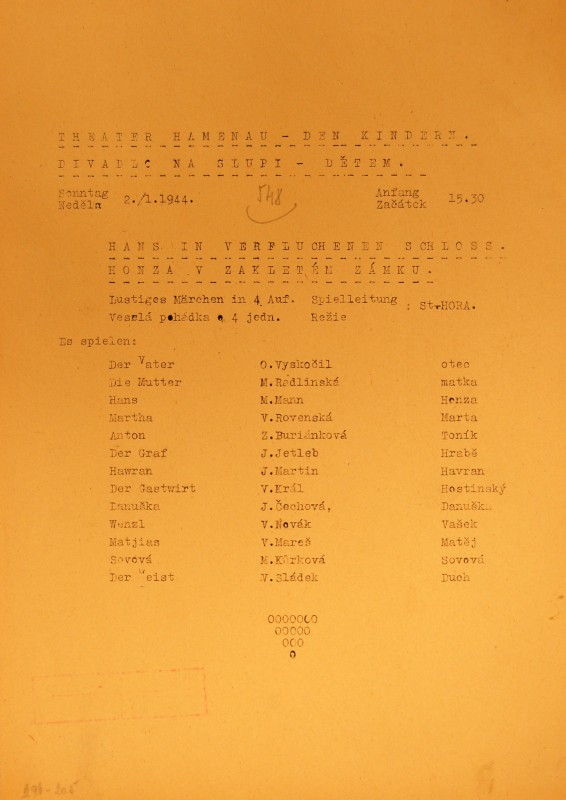 THEATER HAMENAU - DEN KINDERN.
DIVADLO NA SLUPI - DĚTEM.
Sonntag
Neděla 2./1.1944. 548 Anfang
Začátek 15.30
HANS IN VERFLUCHENEN SCHLOSS.
HONZA V ZAKLETÉM ZÁMKU.
Lustiges Märchen in 4 Auf. Spielleitung : St.HORA.
Veselá pohádka o 4 jedn. Režie
Es spielen:
Der Vater O.Vyskočil otec
Die Mutter M.Radlinská matka
Hans M.Mann Honza
Martha V.Rovenská Marta
Anton Z.Buriánková Toník
Der Graf J.Jetleb Hrabě
Hawran J.Martin Havran
Der Gastwirt V.Král Hostinský
Danuška J.Čechová, Danuška
Wenzl V.Novák Vašek
Matjias V.Mareš Matěj
Sovová M.Kůrková Sovová
Der Geist V.Sládek Duch
0000000
00000
000
0